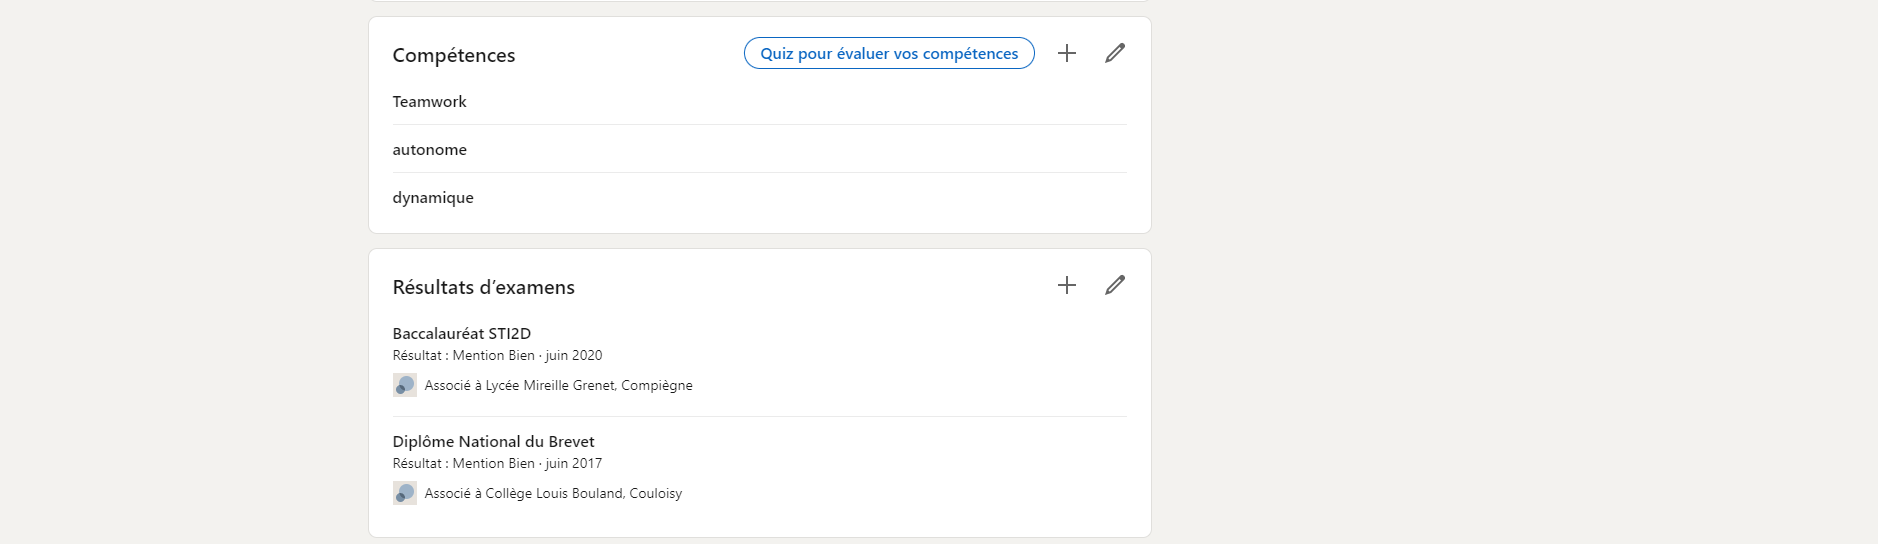 Compétences
Quiz pour évaluer vos compétences
Teamwork
autonome
dynamique
Résultats d’examens
Baccalauréat STI2D
Résultat : Mention Bien · juin 2020
Associé à Lycée Mireille Grenet, Compiègne
Diplôme National du Brevet
Résultat : Mention Bien · juin 2017
Associé à Collège Louis Bouland, Couloisy